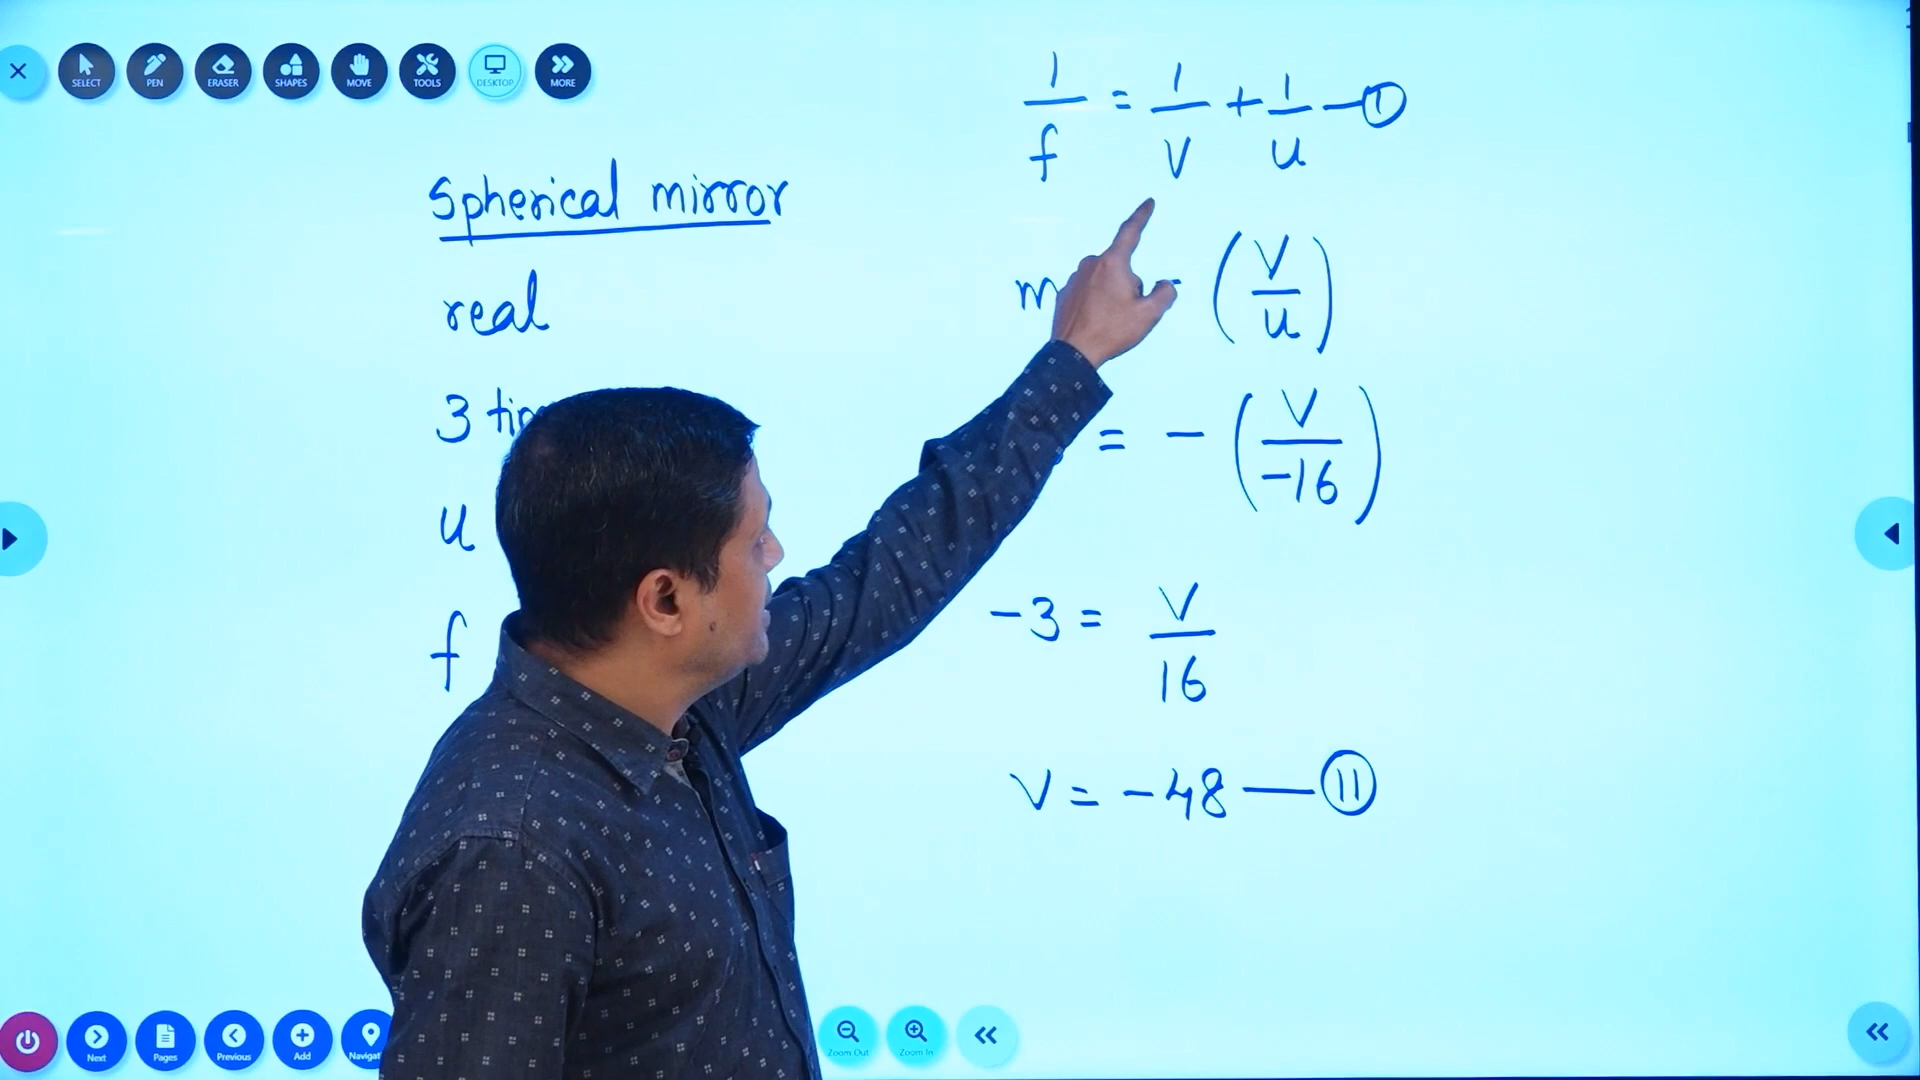 SELECT PEN ERASER SHAPES MOVE TOOLS DESKTOP MORE
1/f = 1/v + 1/u — ①
Spherical mirror
real
3
u
f
m (v/u)
= - (v/-16)
-3 = v/16
v = -48 — Ⅱ
Next Pages Previous Add Zoom Out Zoom In